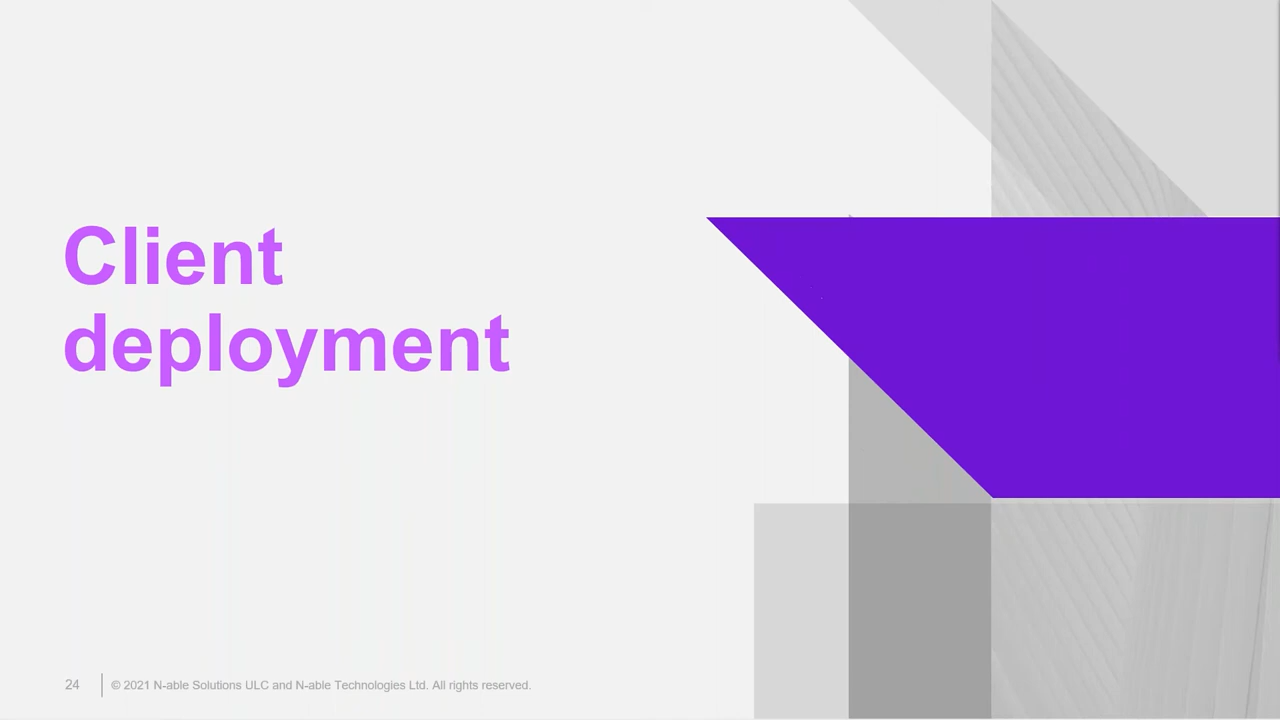 Client
deployment
24
© 2021 N-able Solutions ULC and N-able Technologies Ltd. All rights reserved.